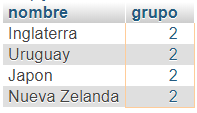 nombre grupo
Inglaterra 2
Uruguay 2
Japon 2
Nueva Zelanda 2